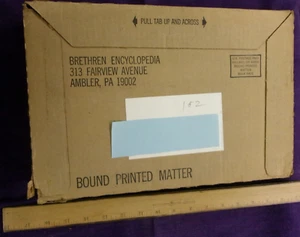 PULL TAB UP AND ACROSS
BRETHREN ENCYCLOPEDIA
313 FAIRVIEW AVENUE
AMBLER, PA 19002
1 & 2
BOUND PRINTED MATTER